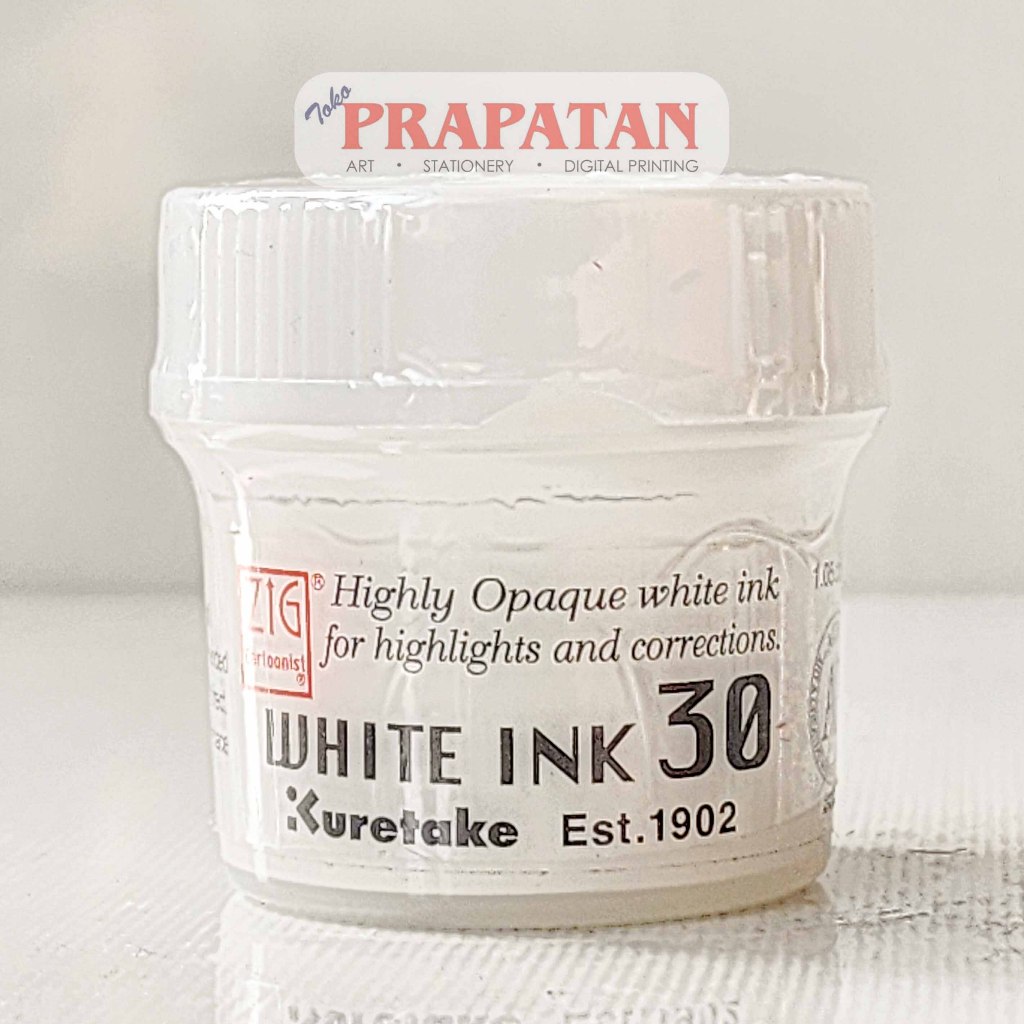 Toko
PRAPATAN
ART • STATIONERY • DIGITAL PRINTING
ZIG ® Highly Opaque white ink
Cartoonist for highlights and corrections.
WHITE INK 30
Kuretake Est.1902